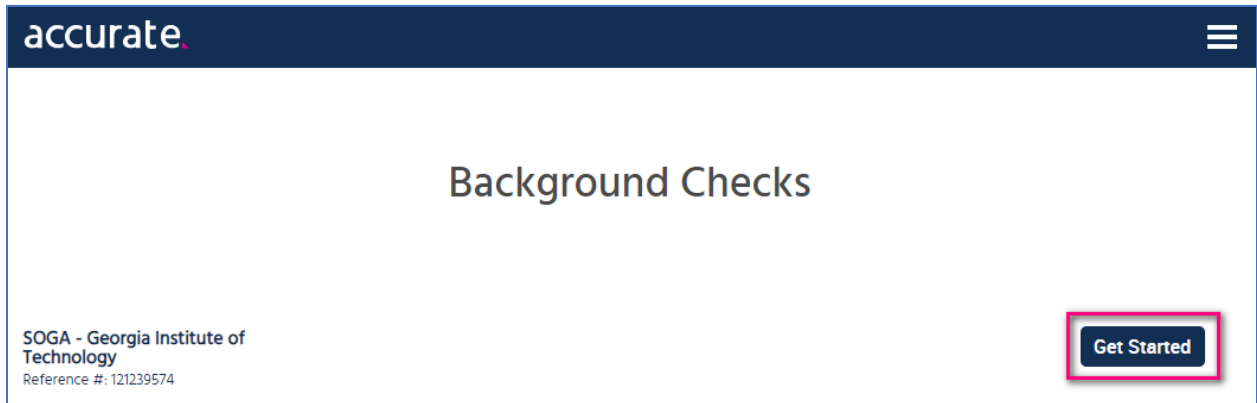 accurate.
Background Checks
SOGA - Georgia Institute of
Technology
Reference #: 121239574
Get Started